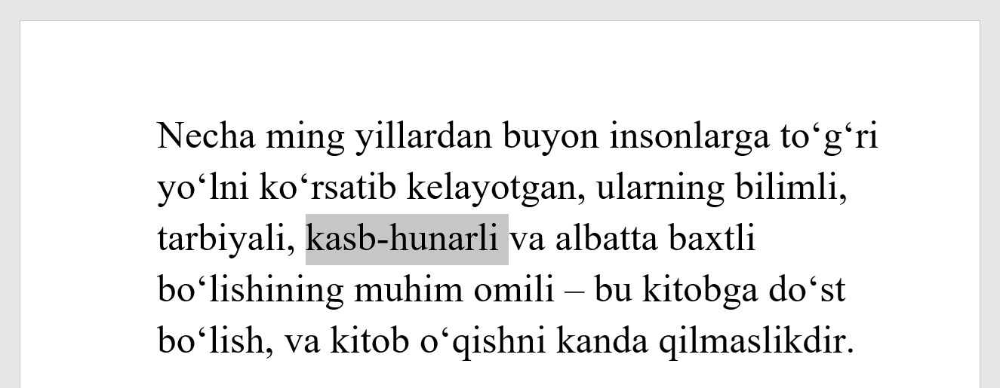 Necha ming yillardan buyon insonlarga to‘g‘ri
yo‘lni ko‘rsatib kelayotgan, ularning bilimli,
tarbiyali, kasb-hunarli va albatta baxtli
bo‘lishining muhim omili – bu kitobga do‘st
bo‘lish, va kitob o‘qishni kanda qilmaslikdir.